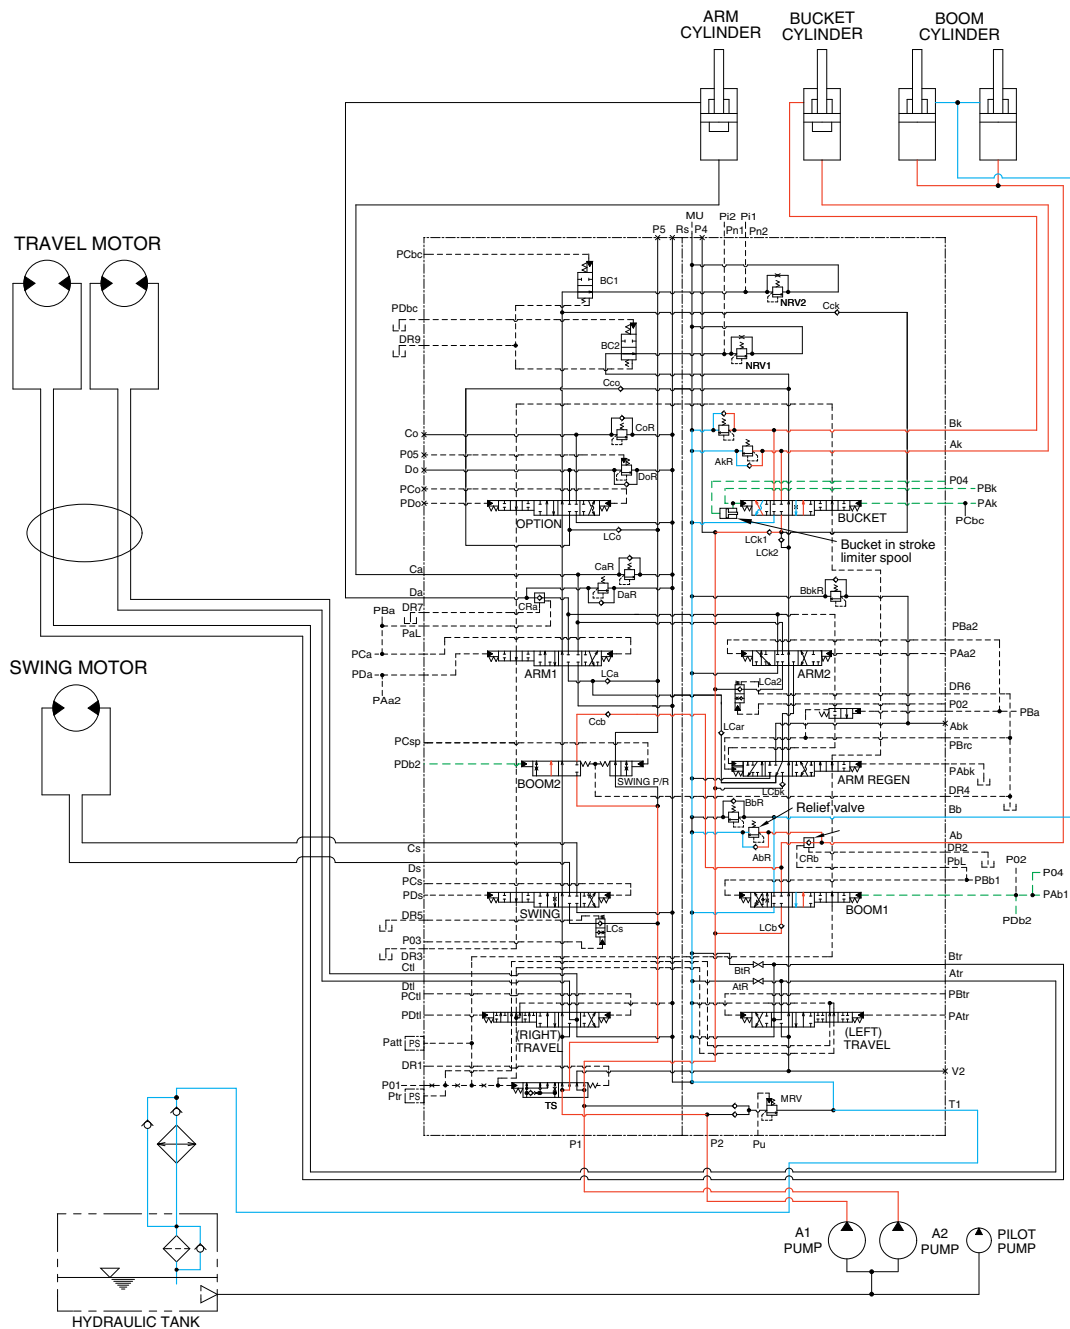 ARM
CYLINDER
BUCKET
CYLINDER
BOOM
CYLINDER
TRAVEL MOTOR
SWING MOTOR
MU
Pi2 Pi1
P5 Rs P4 Pn1 Pn2
PCbc
BC1
NRV2
Cck
PDbc
DR9
BC2
NRV1
Cco
Co
CoR
Bk
Ak
P05
Do
DoR
AkR
PCo
PDo
OPTION
BUCKET
P04
PBk
PAk
PCbc
LCo
LCk1
LCk2
Bucket in stroke
limiter spool
Ca
CaR
Da
DaR
CRa
BbkR
PBa
DR7
PaL
PCa
PDa
PAa2
ARM1
ARM2
PBa2
PAa2
LCa
LCa2
DR6
P02
PBa
Ccb
LCar
Abk
PCsp
PDb2
BOOM2
SWING P/R
PBrc
ARM REGEN
PAbk
LCbk
DR4
BbR
Relief valve
Bb
Cs
AbR
CRb
Ab
DR2
PbL
PBb1
P02
P04
PAb1
PDb2
Ds
PCs
PDs
SWING
BOOM1
DR5
LCs
LCb
P03
DR3
Ctl
BtR
Btr
Dtl
AtR
Atr
PCtl
PBtr
PDtl
PAtr
(RIGHT)
TRAVEL
(LEFT)
TRAVEL
Patt PS
DR1
P01
Ptr PS
TS
V2
MRV
T1
P1
P2
Pu
A1
PUMP
A2
PUMP
PILOT
PUMP
HYDRAULIC TANK